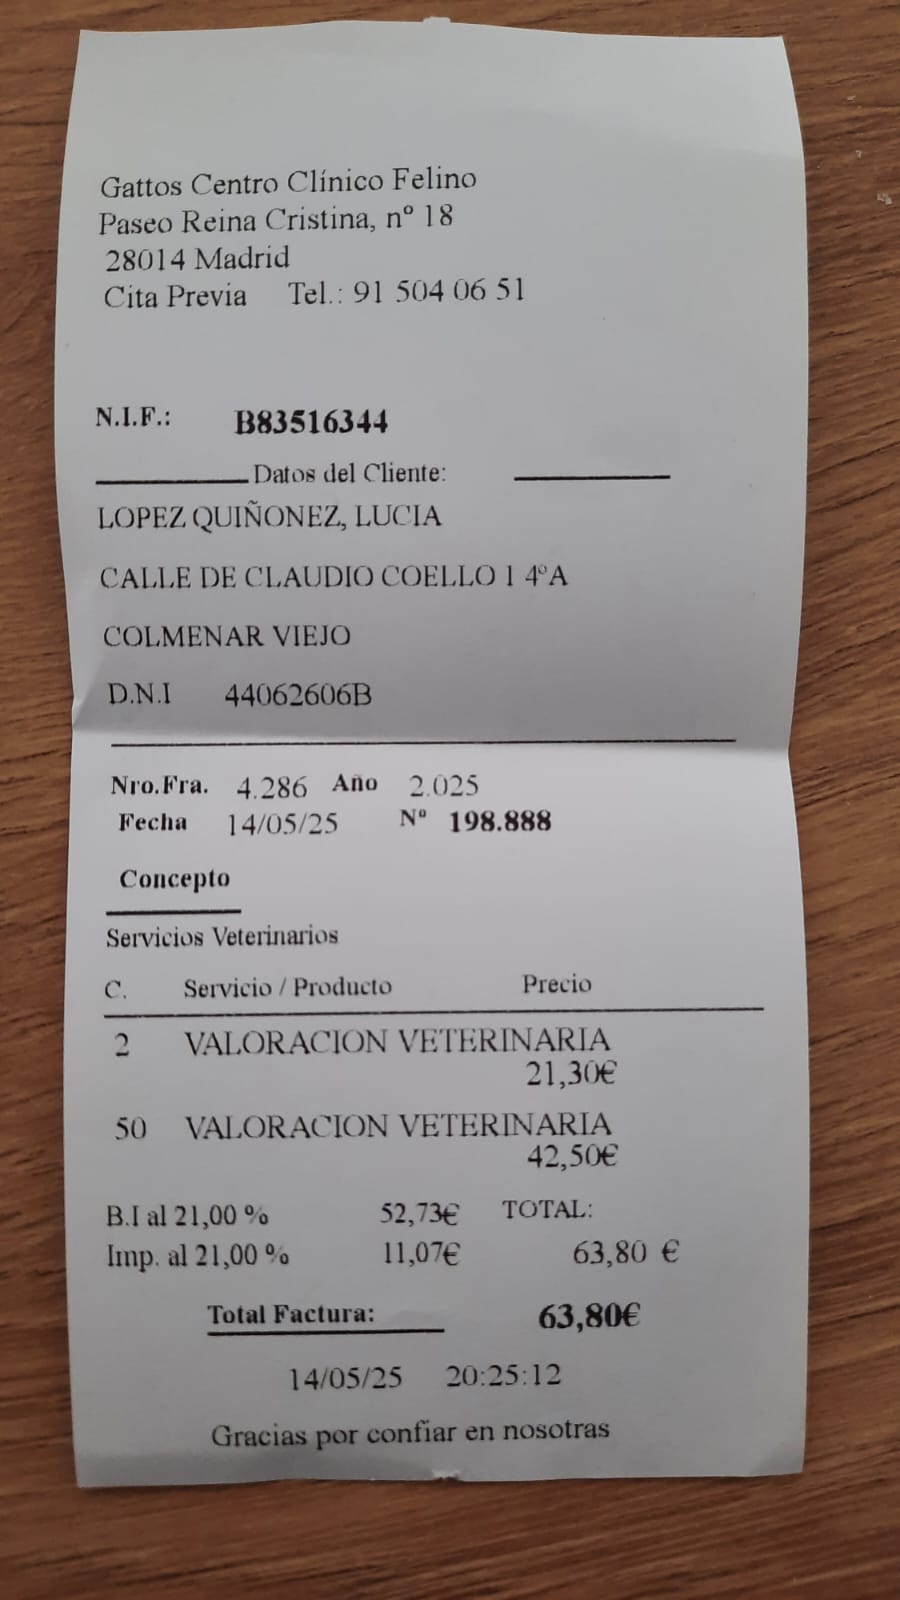 Gattos Centro Clínico Felino
Paseo Reina Cristina, nº 18
28014 Madrid
Cita Previa Tel.: 91 504 06 51
N.I.F.: B83516344
Datos del Cliente:
LOPEZ QUIÑONEZ, LUCIA
CALLE DE CLAUDIO COELLO 1 4ºA
COLMENAR VIEJO
D.N.I 44062606B
Nro.Fra. 4.286 Año 2.025
Fecha 14/05/25 Nº 198.888
Concepto
Servicios Veterinarios
C. Servicio / Producto Precio
2 VALORACION VETERINARIA
21,30€
50 VALORACION VETERINARIA
42,50€
B.I al 21,00 % 52,73€ TOTAL:
Imp. al 21,00 % 11,07€ 63,80 €
Total Factura: 63,80€
14/05/25 20:25:12
Gracias por confiar en nosotras